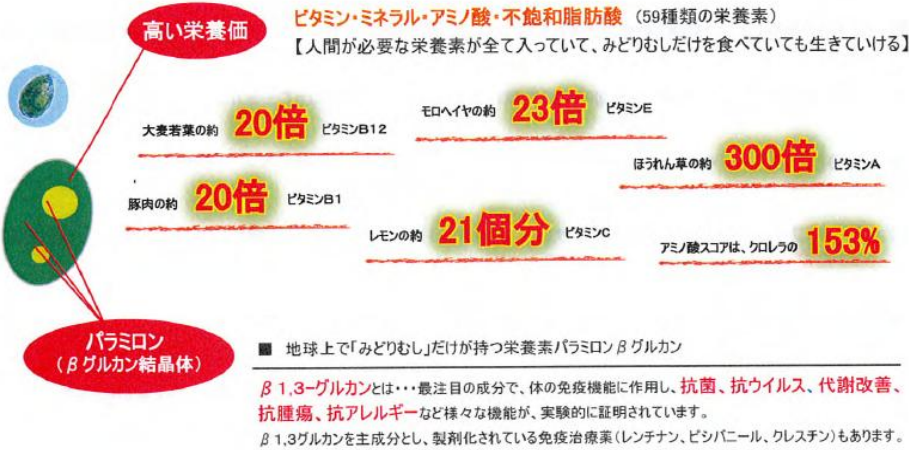 高い栄養価
ビタミン・ミネラル・アミノ酸・不飽和脂肪酸 (59種類の栄養素)
【人間が必要な栄養素が全て入っていて、みどりむしだけを食べていても生きていける】
大麦若葉の約 20倍 ビタミンB12
モロヘイヤの約 23倍 ビタミンE
ほうれん草の約 300倍 ビタミンA
豚肉の約 20倍 ビタミンB1
レモンの約 21個分 ビタミンC
アミノ酸スコアは、クロレラの 153%
パラミロン
(βグルカン結晶体)
■ 地球上で「みどりむし」だけが持つ栄養素パラミロンβグルカン
β1,3-グルカンとは・・・最注目の成分で、体の免疫機能に作用し、抗菌、抗ウイルス、代謝改善、
抗腫瘍、抗アレルギーなど様々な機能が、実験的に証明されています。
β1,3グルカンを主成分とし、製剤化されている免疫治療薬(レンチナン、ピシバニール、クレスチン)もあります。